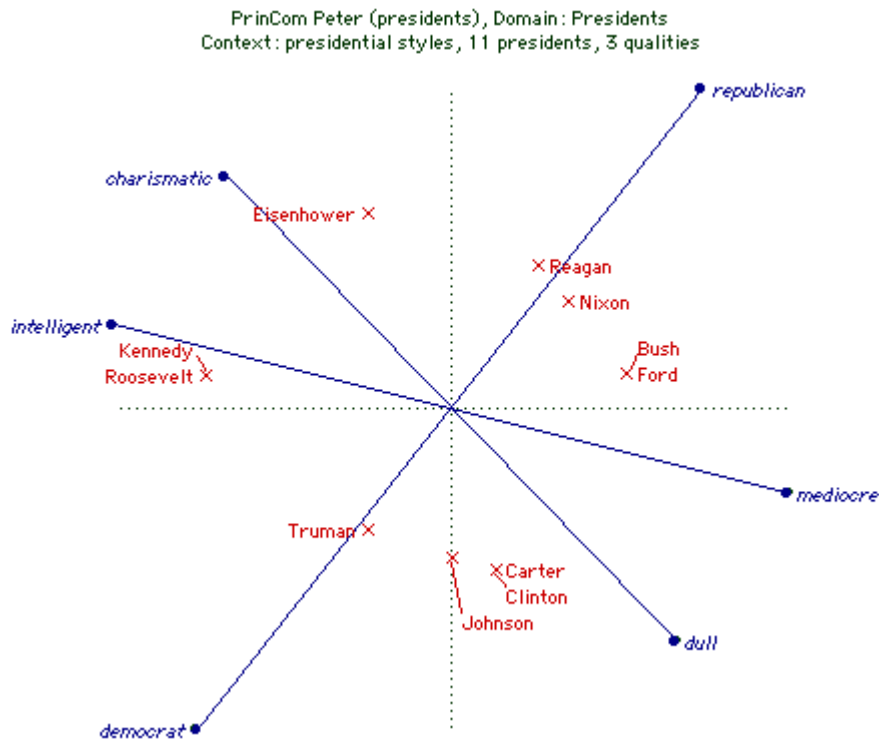 PrinCom Peter (presidents), Domain: Presidents
Context: presidential styles, 11 presidents, 3 qualities
republican
charismatic
Eisenhower
Reagan
Nixon
intelligent
Kennedy
Bush
Roosevelt
Ford
mediocre
Truman
Carter
Clinton
Johnson
dull
democrat